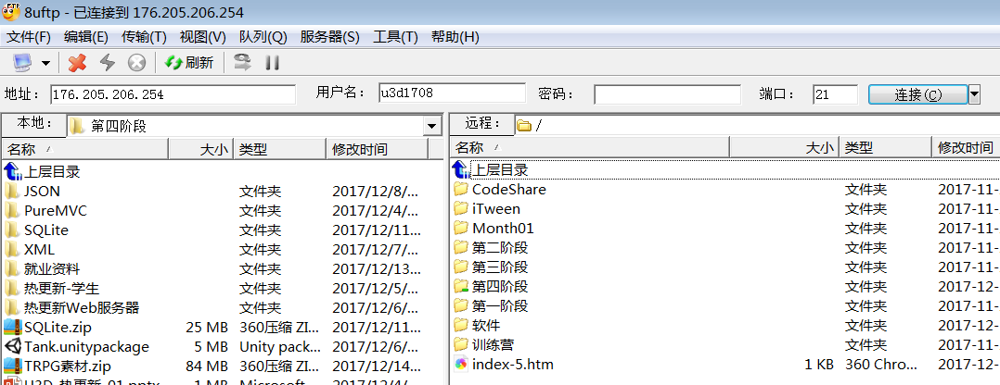 8uftp - 已连接到 176.205.206.254
文件(F) 编辑(E) 传输(T) 视图(V) 队列(Q) 服务器(S) 工具(T) 帮助(H)
刷新
地址: 176.205.206.254 用户名: u3d1708 密码: 端口: 21 连接(C)
本地: 第四阶段
名称 大小 类型 修改时间
上层目录
JSON 文件夹 2017/12/8/...
PureMVC 文件夹 2017/12/4/...
SQLite 文件夹 2017/12/11...
XML 文件夹 2017/12/7/...
就业资料 文件夹 2017/12/13...
热更新-学生 文件夹 2017/12/5/...
热更新Web服务器 文件夹 2017/12/6/...
SQLite.zip 25 MB 360压缩 ZI... 2017/12/11...
Tank.unitypackage 5 MB Unity pack... 2017/12/6/...
TRPG素材.zip 84 MB 360压缩 ZI... 2017/12/14...
U3D_热更新_01.pptx 1 MB Microsoft 2017/12/4/...
远程: /
名称 大小 类型 修改时间
上层目录
CodeShare 文件夹 2017-11-
iTween 文件夹 2017-11-
Month01 文件夹 2017-11-
第二阶段 文件夹 2017-11-
第三阶段 文件夹 2017-11-
第四阶段 文件夹 2017-12-
第一阶段 文件夹 2017-11-
软件 文件夹 2017-12-
训练营 文件夹 2017-11-
index-5.htm 1 KB 360 Chro... 2017-12-